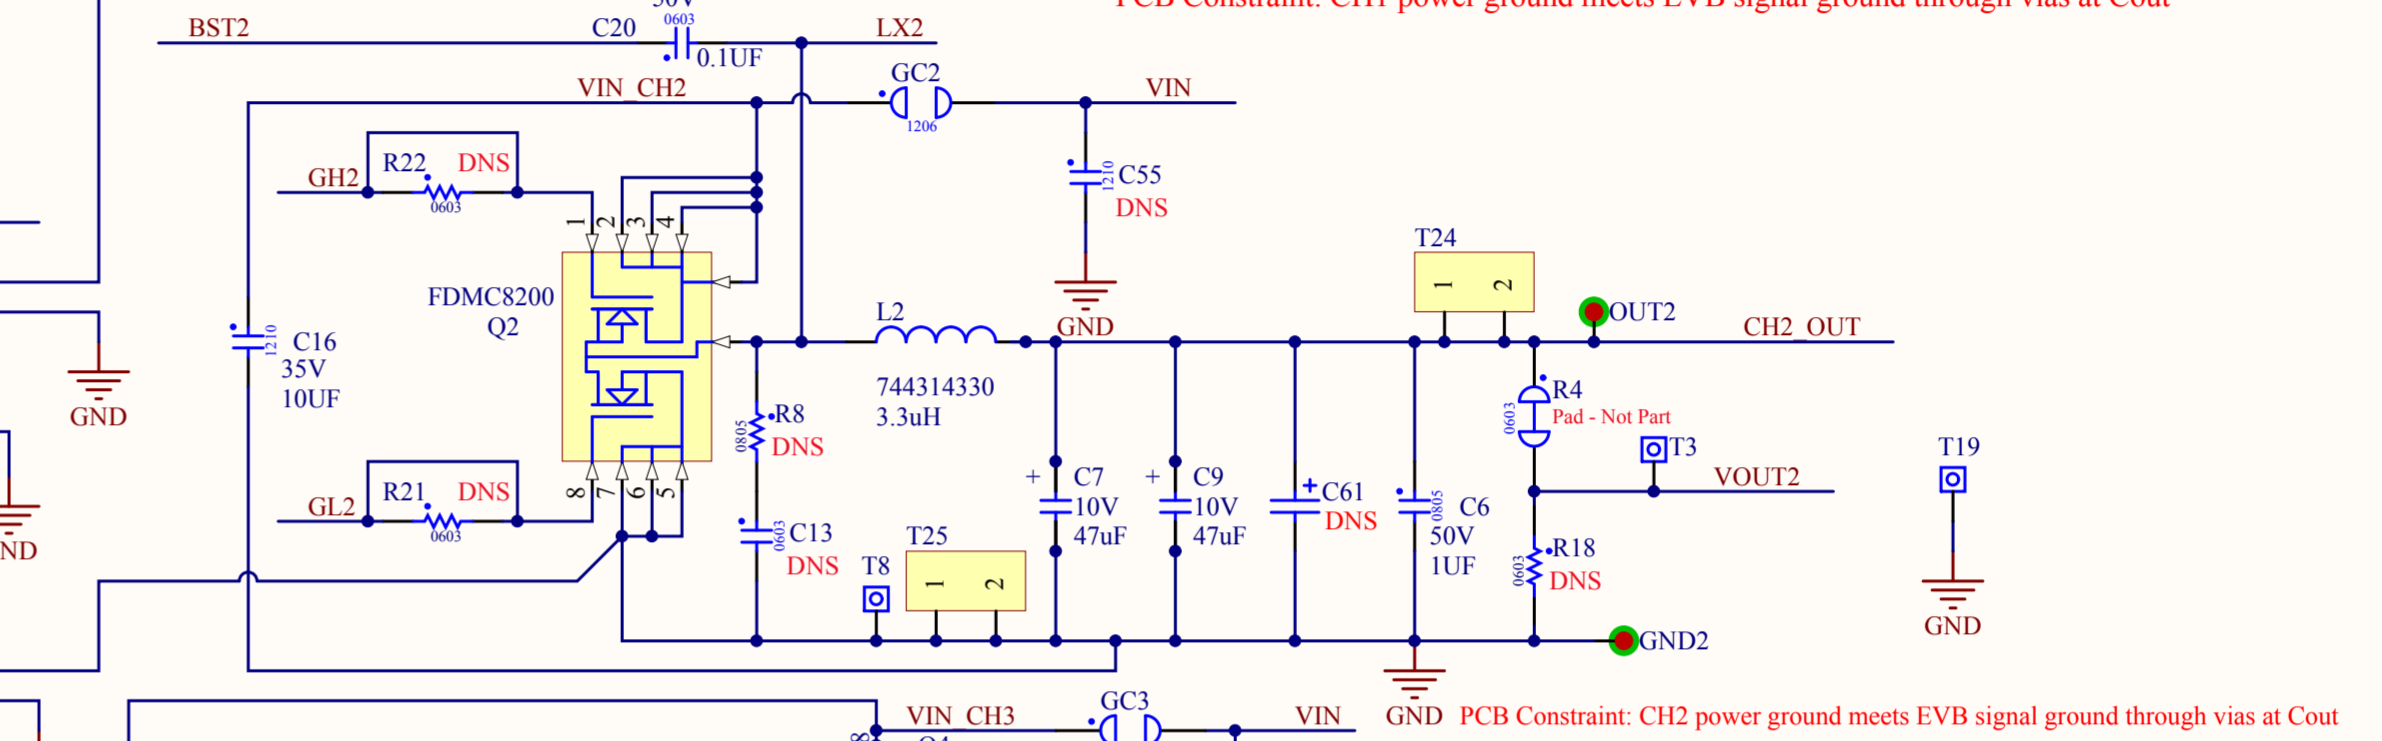 PCB Constraint: CH1 power ground meets EVB signal ground through vias at Cout
50V
BST2
C20
0603
0.1UF
LX2
VIN_CH2
GC2
1206
VIN
R22
DNS
GH2
0603
1
2
3
4
1210
C55
DNS
GND
FDMC8200
Q2
1210
C16
35V
10UF
GND
L2
744314330
3.3uH
T24
1
2
OUT2
CH2_OUT
R4
0603
Pad - Not Part
T3
VOUT2
T19
GND
0805
R8
DNS
R21
DNS
GL2
0603
8
7
6
5
0603
C13
DNS
T8
T25
1
2
+
C7
10V
47uF
+
C9
10V
47uF
+
C61
DNS
0805
C6
50V
1UF
0603
R18
DNS
GND2
ND
GND
PCB Constraint: CH2 power ground meets EVB signal ground through vias at Cout
VIN_CH3
GC3
VIN
8